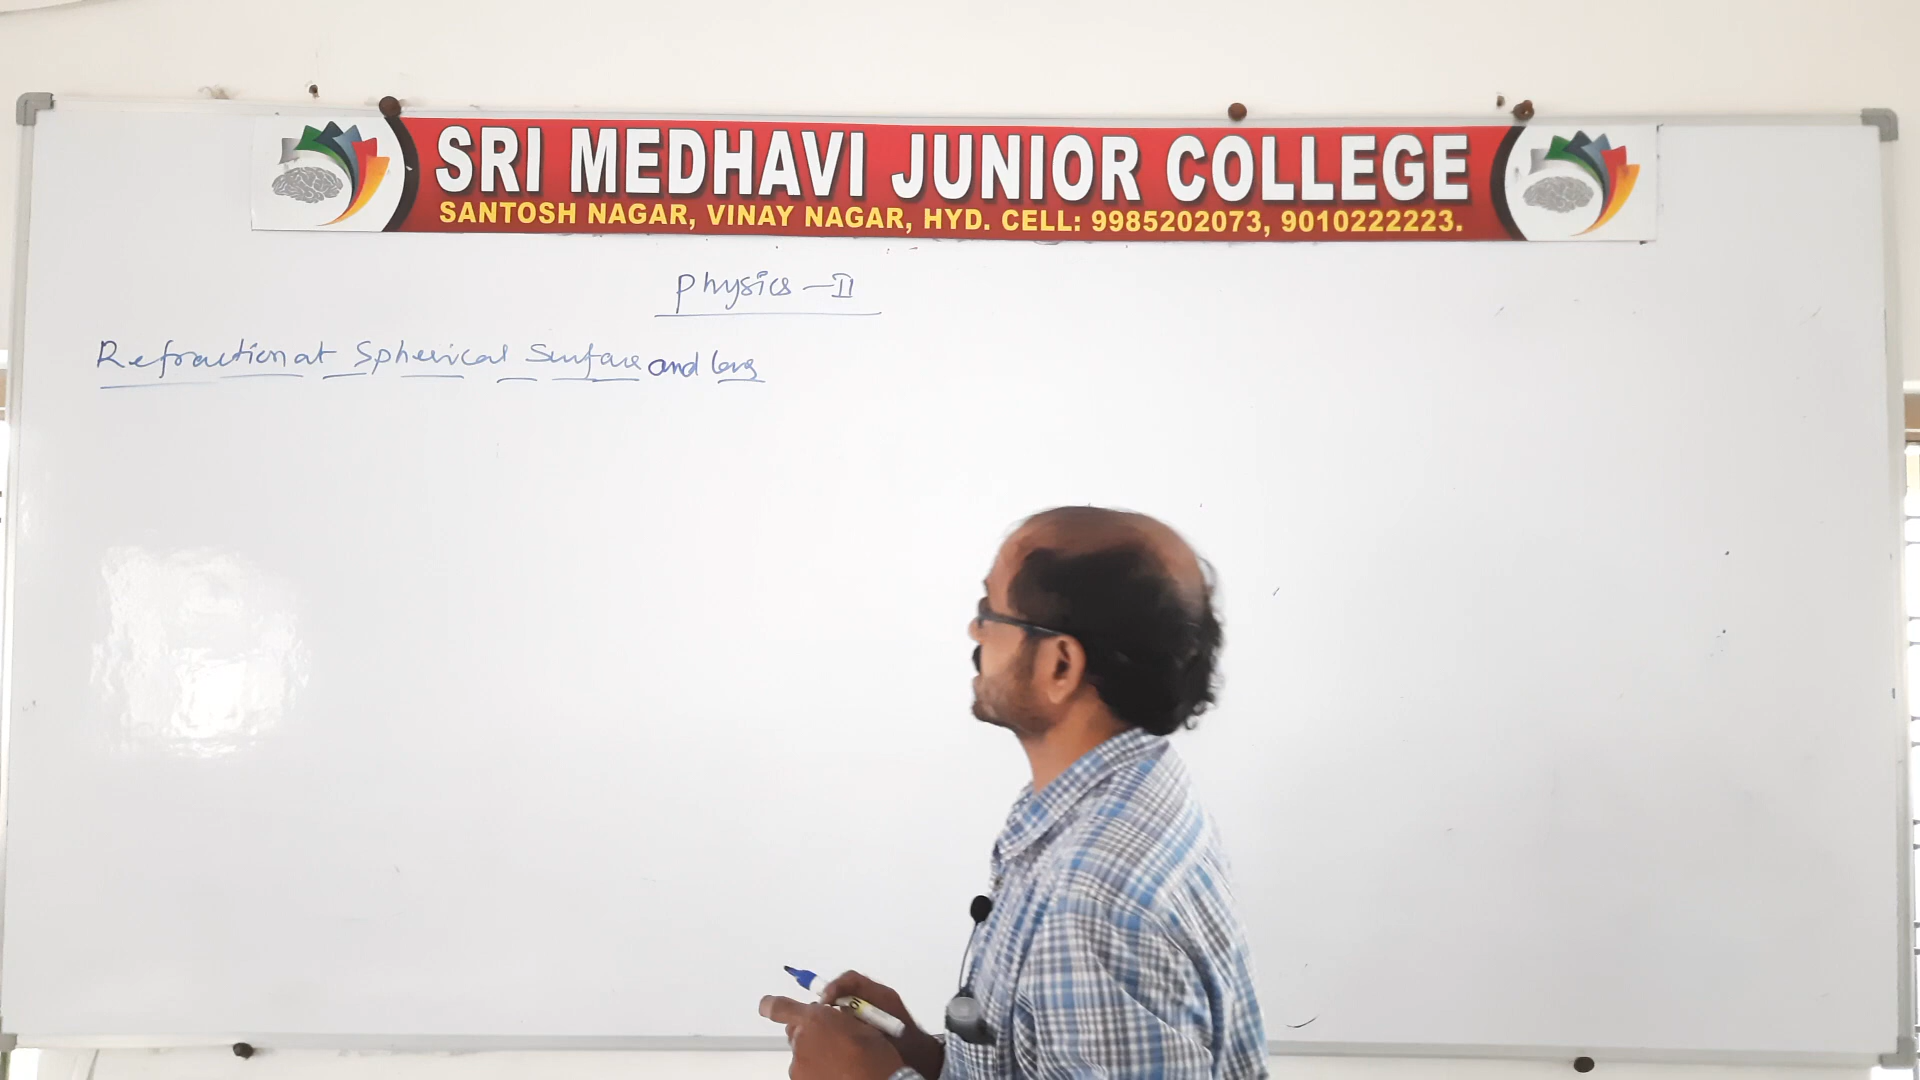 SRI MEDHAVI JUNIOR COLLEGE
SANTOSH NAGAR, VINAY NAGAR, HYD. CELL: 9985202073, 9010222223.
Physics - II
Refraction at Spherical Surface and lens